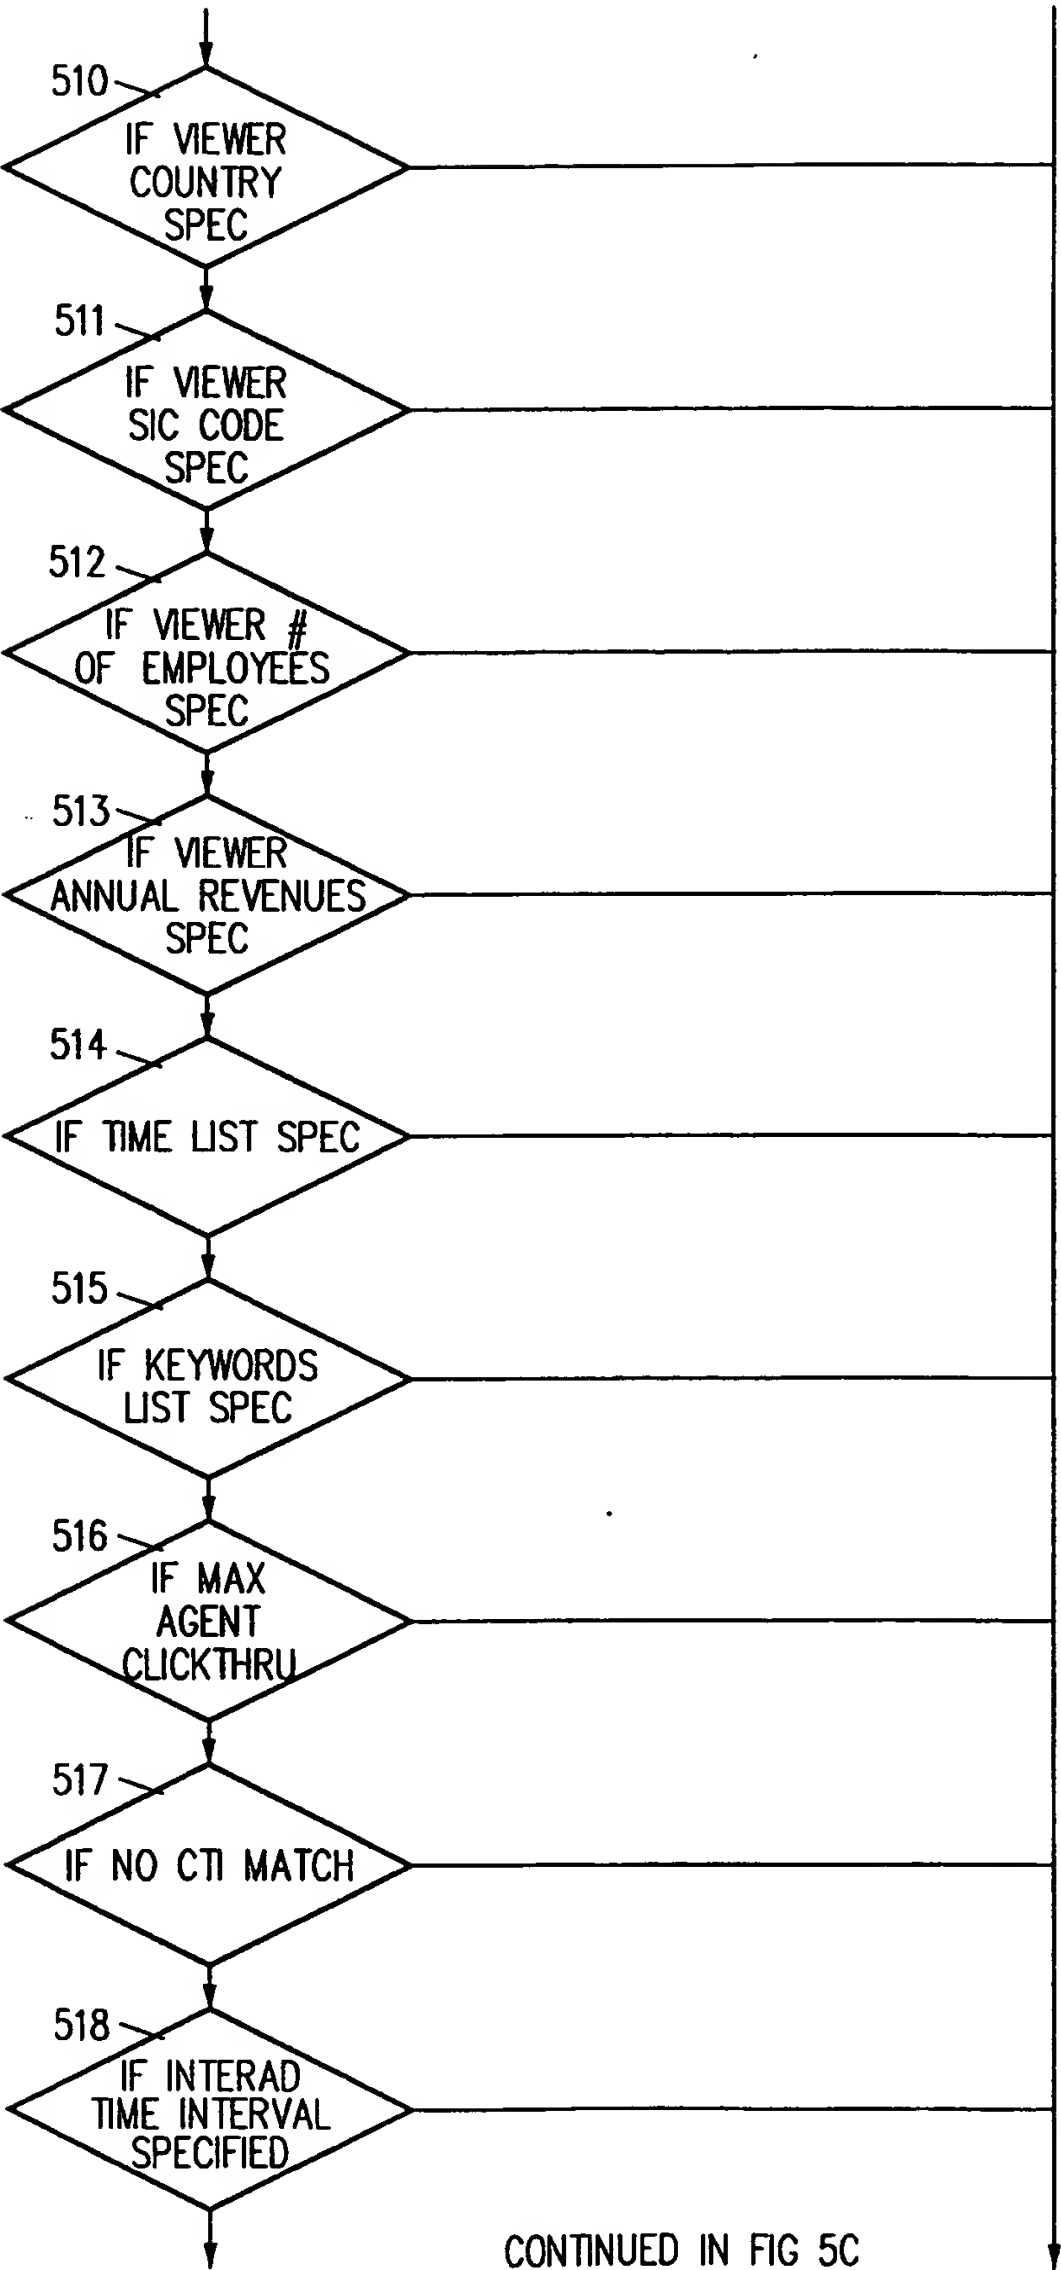 510
IF VIEWER
COUNTRY
SPEC
511
IF VIEWER
SIC CODE
SPEC
512
IF VIEWER #
OF EMPLOYEES
SPEC
513
IF VIEWER
ANNUAL REVENUES
SPEC
514
IF TIME LIST SPEC
515
IF KEYWORDS
LIST SPEC
516
IF MAX
AGENT
CLICKTHRU
517
IF NO CTI MATCH
518
IF INTERAD
TIME INTERVAL
SPECIFIED
CONTINUED IN FIG 5C